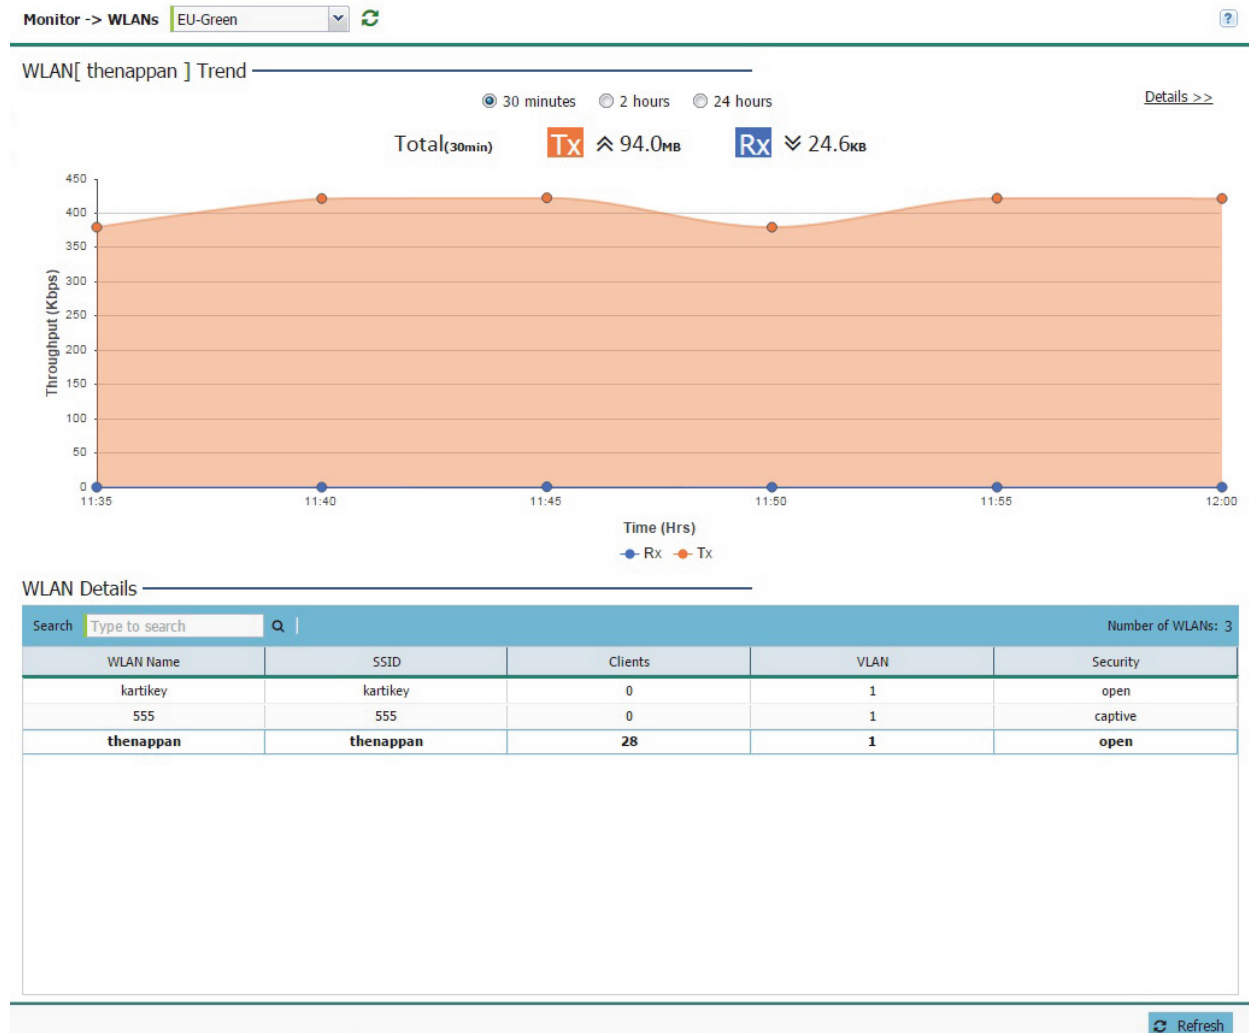 Monitor -> WLANs EU-Green ?
WLAN[ thenappan ] Trend
30 minutes 2 hours 24 hours Details >>
Total(30min) Tx 94.0MB Rx 24.6KB
450
400
350
300
250
200
150
100
50
0
Throughput (Kbps)
11:35 11:40 11:45 11:50 11:55 12:00
Time (Hrs)
Rx Tx
WLAN Details
Search Type to search Number of WLANs: 3
WLAN Name SSID Clients VLAN Security
kartikey kartikey 0 1 open
555 555 0 1 captive
thenappan thenappan 28 1 open
Refresh